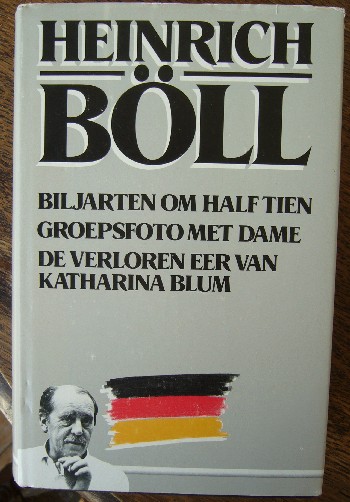 HEINRICH
BÖLL
BILJARTEN OM HALF TIEN
GROEPSFOTO MET DAME
DE VERLOREN EER VAN
KATHARINA BLUM